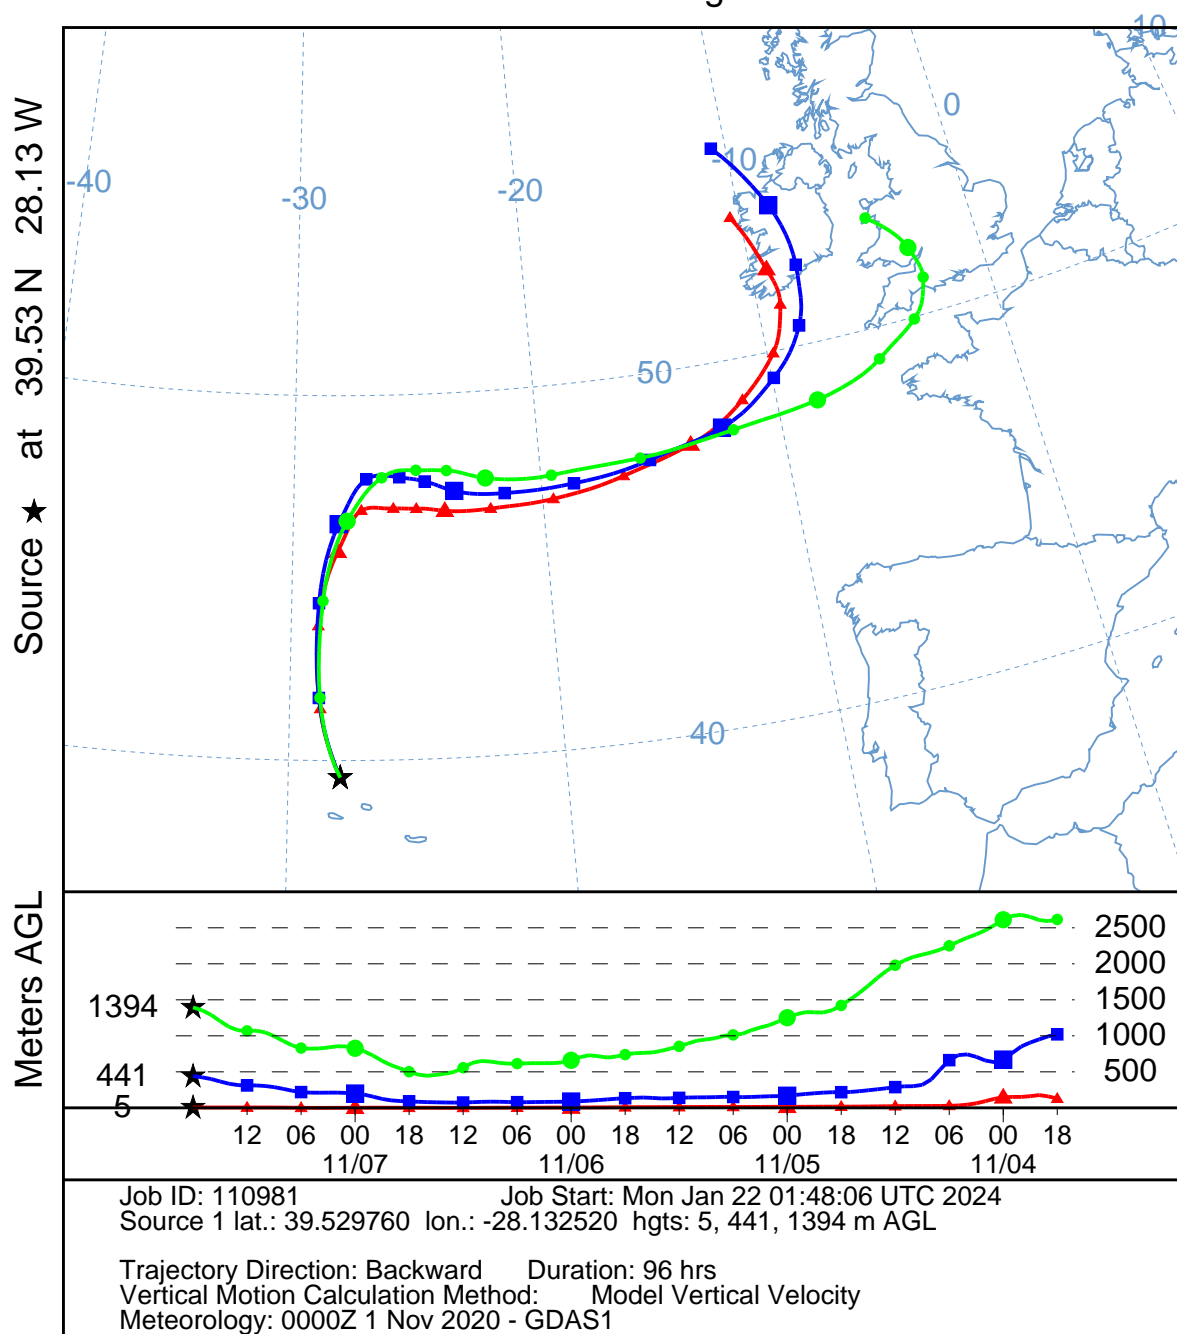 10
0
-10
-20
-30
-40
50
40
Source ★ at 39.53 N 28.13 W
Meters AGL
2500
2000
1500
1394
1000
441
500
5
12 06 00 18 12 06 00 18 12 06 00 18 12 06 00 18
11/07 11/06 11/05 11/04
Job ID: 110981 Job Start: Mon Jan 22 01:48:06 UTC 2024
Source 1 lat.: 39.529760 lon.: -28.132520 hgts: 5, 441, 1394 m AGL
Trajectory Direction: Backward Duration: 96 hrs
Vertical Motion Calculation Method: Model Vertical Velocity
Meteorology: 0000Z 1 Nov 2020 - GDAS1